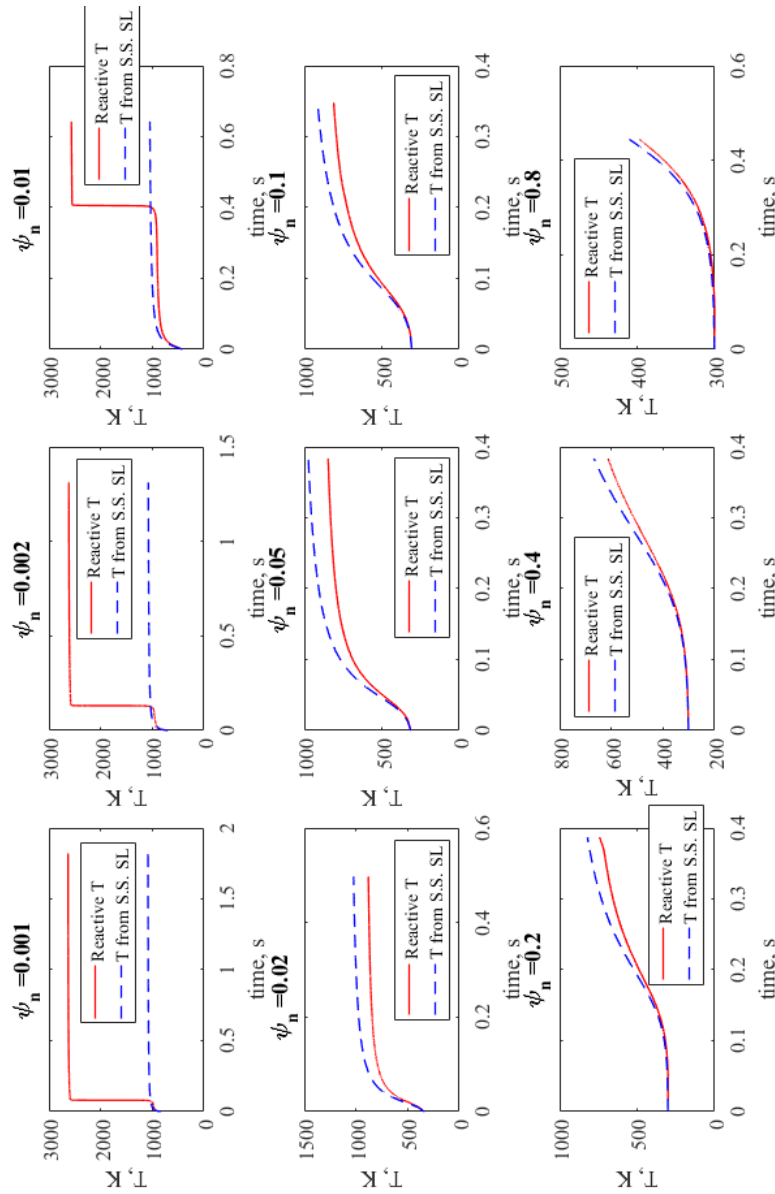 ψn=0.001
3000
2000
1000
0
T, K
Reactive T
T from S.S. SL
0 0.5 1 1.5 2
time, s
ψn=0.002
3000
2000
1000
0
T, K
Reactive T
T from S.S. SL
0 0.5 1 1.5
time, s
ψn=0.01
3000
2000
1000
0
T, K
Reactive T
T from S.S. SL
0 0.2 0.4 0.6 0.8
time, s
ψn=0.02
1500
1000
500
0
T, K
Reactive T
T from S.S. SL
0 0.2 0.4 0.6
time, s
ψn=0.05
1000
500
0
T, K
Reactive T
T from S.S. SL
0 0.1 0.2 0.3 0.4
time, s
ψn=0.1
1000
500
0
T, K
Reactive T
T from S.S. SL
0 0.1 0.2 0.3 0.4
time, s
ψn=0.2
1000
500
0
T, K
Reactive T
T from S.S. SL
0 0.1 0.2 0.3 0.4
time, s
ψn=0.4
800
600
400
200
T, K
Reactive T
T from S.S. SL
0 0.1 0.2 0.3 0.4
time, s
ψn=0.8
500
400
300
T, K
Reactive T
T from S.S. SL
0 0.2 0.4 0.6
time, s